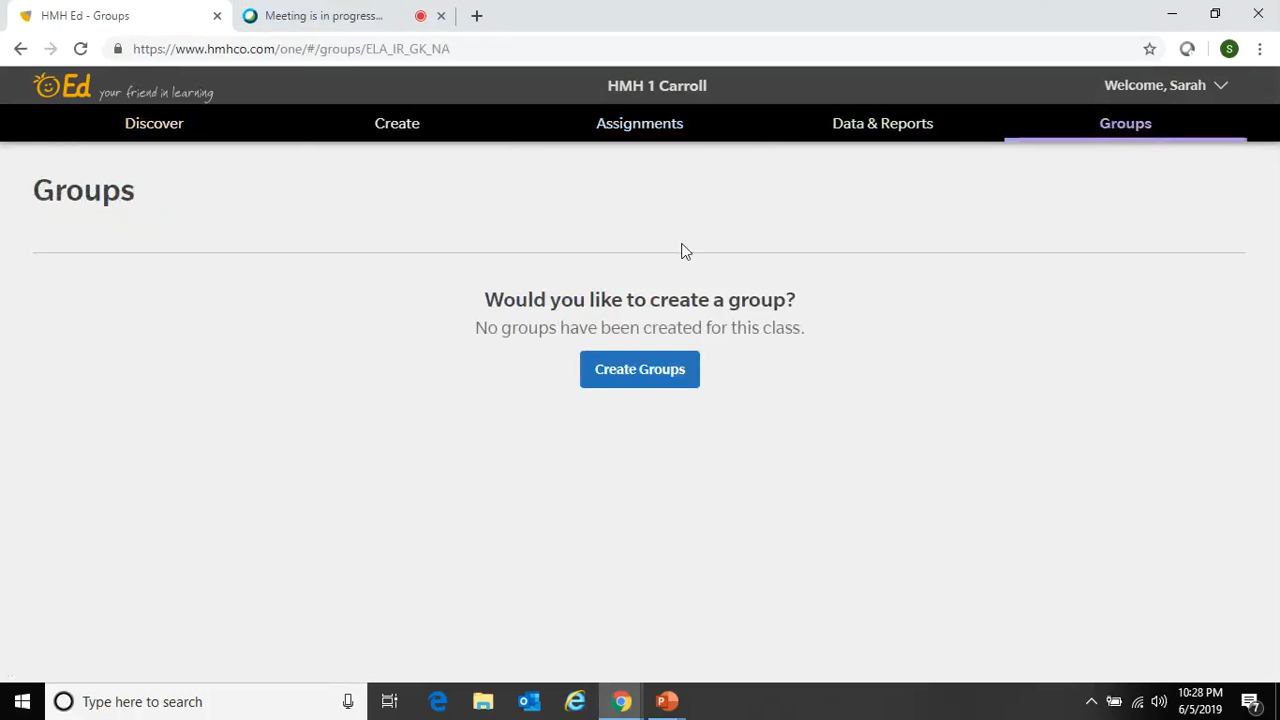 HMH Ed - Groups
Meeting is in progress...
https://www.hmhco.com/one/#/groups/ELA_IR_GK_NA
S
Ed your friend in learning
HMH 1 Carroll
Welcome, Sarah
Discover
Create
Assignments
Data & Reports
Groups
Groups
Would you like to create a group?
No groups have been created for this class.
Create Groups
Type here to search
10:28 PM
6/5/2019
7